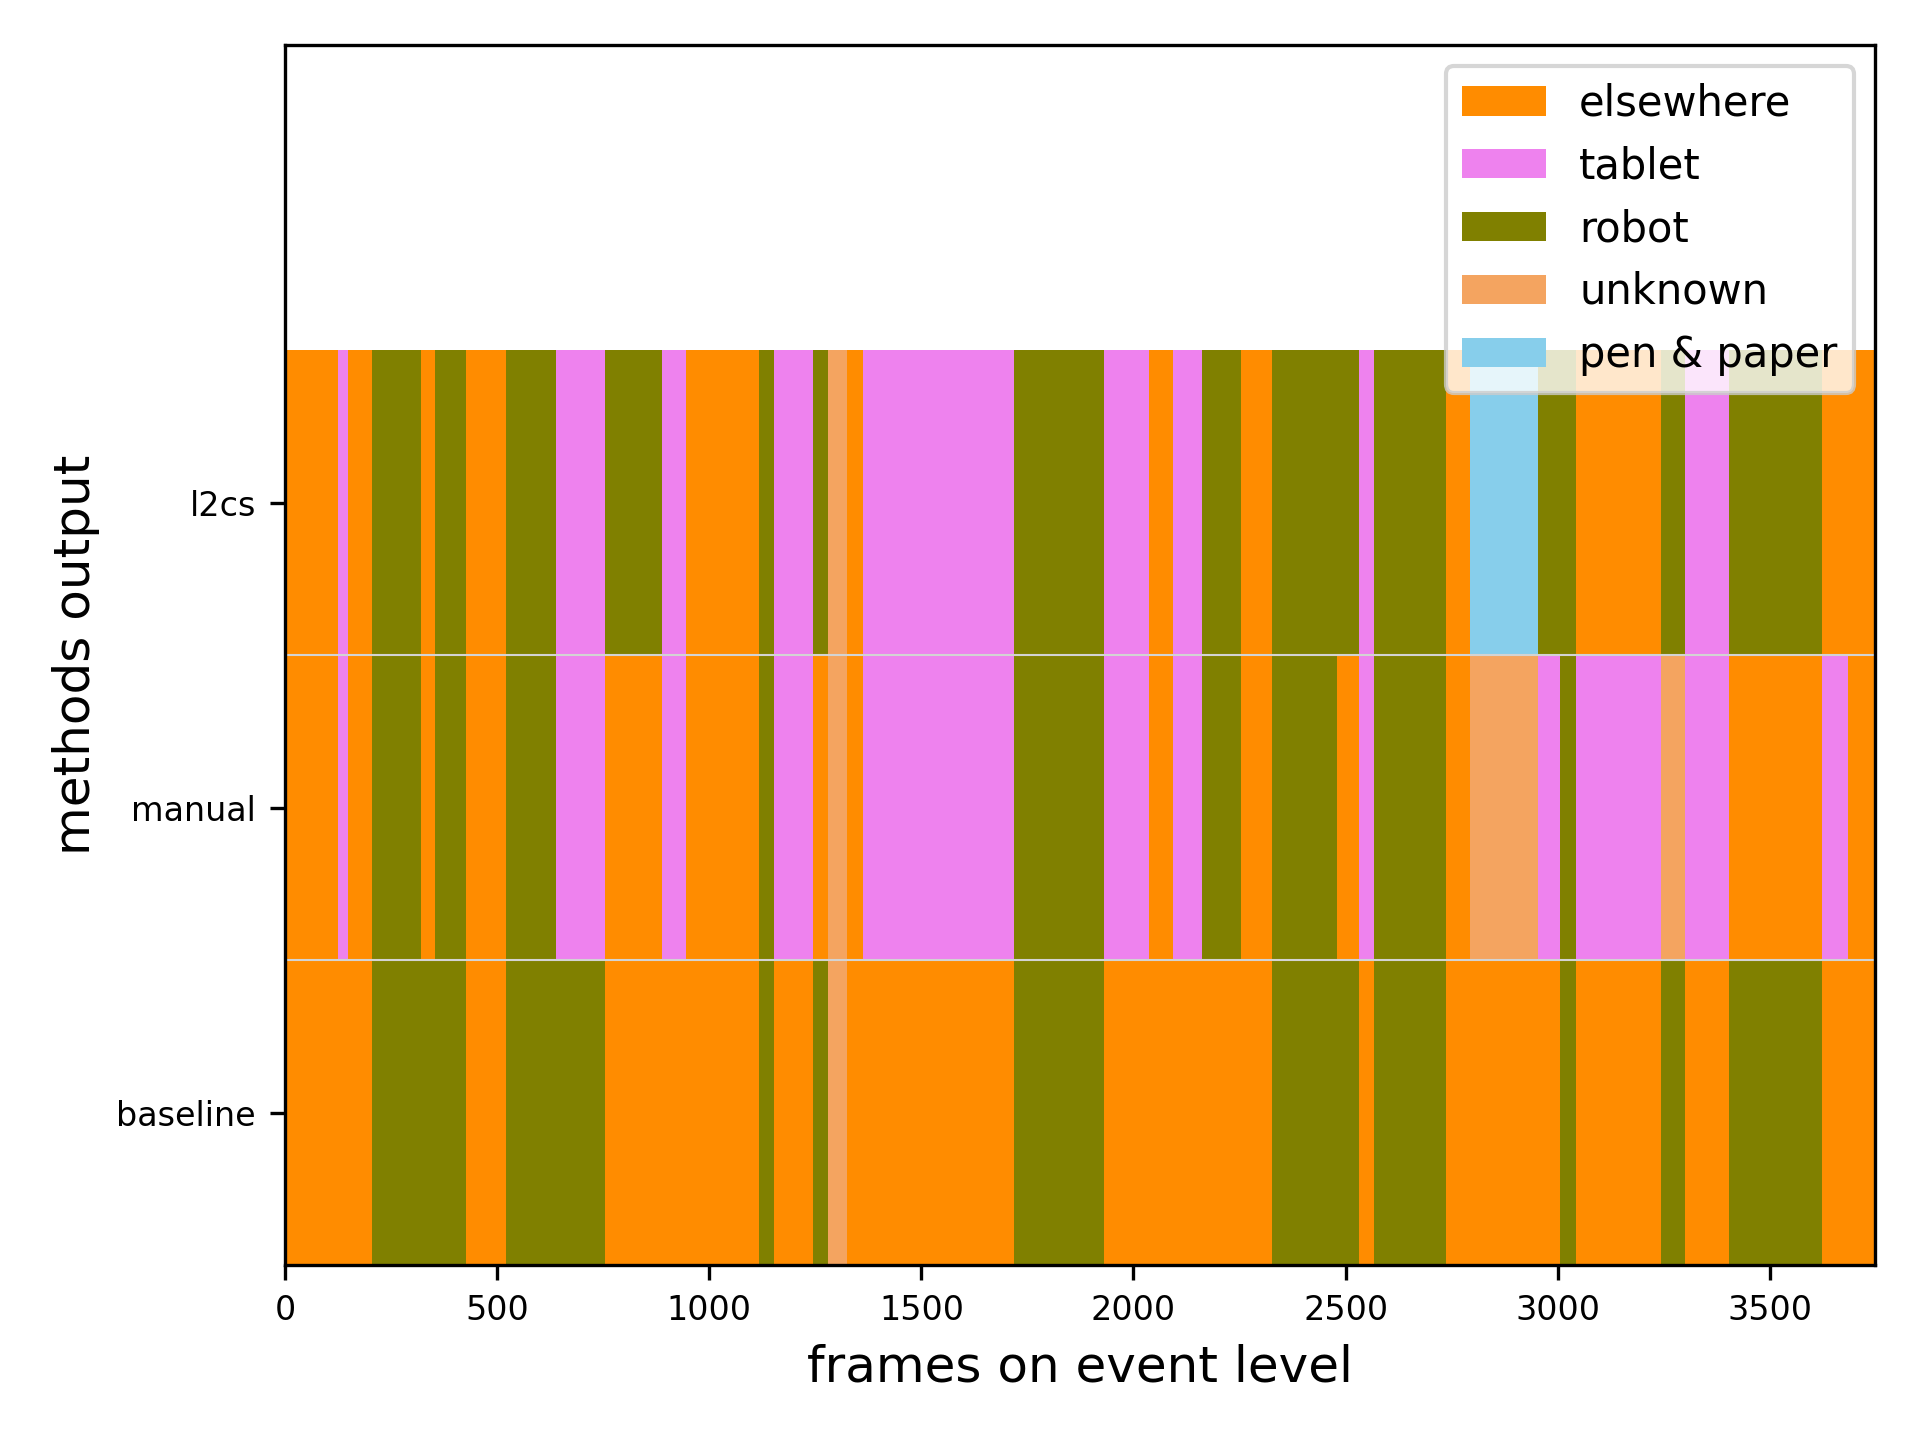 elsewhere
tablet
robot
unknown
pen & paper
methods output
l2cs
manual
baseline
0 500 1000 1500 2000 2500 3000 3500
frames on event level